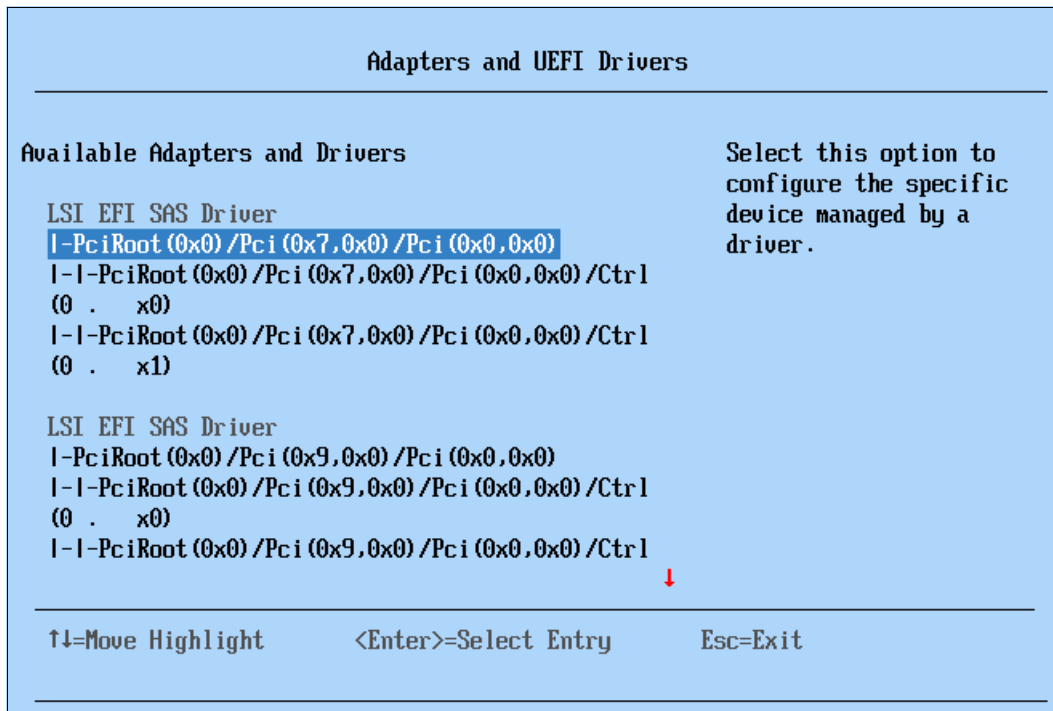 Adapters and UEFI Drivers
Available Adapters and Drivers
LSI EFI SAS Driver
|-PciRoot(0x0)/Pci(0x7,0x0)/Pci(0x0,0x0)
|-|-PciRoot(0x0)/Pci(0x7,0x0)/Pci(0x0,0x0)/Ctrl
(0 .   x0)
|-|-PciRoot(0x0)/Pci(0x7,0x0)/Pci(0x0,0x0)/Ctrl
(0 .   x1)
LSI EFI SAS Driver
|-PciRoot(0x0)/Pci(0x9,0x0)/Pci(0x0,0x0)
|-|-PciRoot(0x0)/Pci(0x9,0x0)/Pci(0x0,0x0)/Ctrl
(0 .   x0)
|-|-PciRoot(0x0)/Pci(0x9,0x0)/Pci(0x0,0x0)/Ctrl
↓
Select this option to
configure the specific
device managed by a
driver.
↑↓=Move Highlight <Enter>=Select Entry Esc=Exit